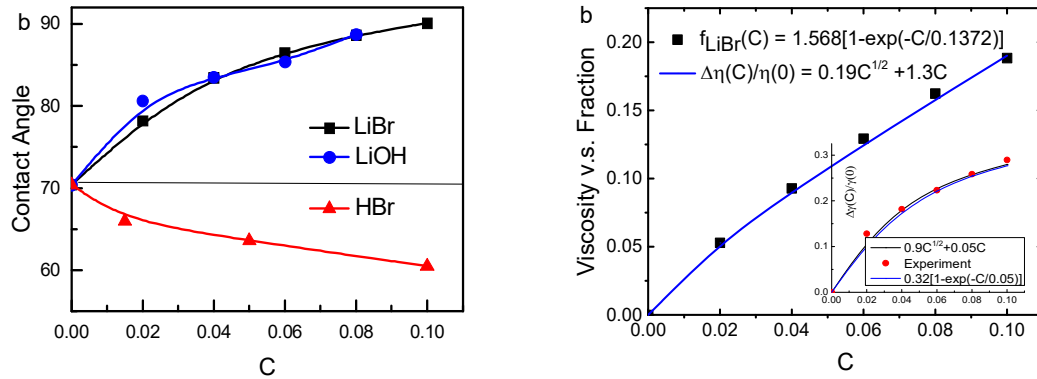 b
Contact Angle
90
80
70
60
LiBr
LiOH
HBr
0.00 0.02 0.04 0.06 0.08 0.10
C
b
Viscosity v.s. Fraction
0.20
0.15
0.10
0.05
f_LiBr(C) = 1.568[1-exp(-C/0.1372)]
Δη(C)/η(0) = 0.19C^1/2 +1.3C
Δγ(C)/γ(0)
0.3
0.2
0.1
0.0
0.9C^1/2+0.05C
Experiment
0.32[1-exp(-C/0.05)]
0.00 0.02 0.04 0.06 0.08 0.10
0.00 0.02 0.04 0.06 0.08 0.10
C